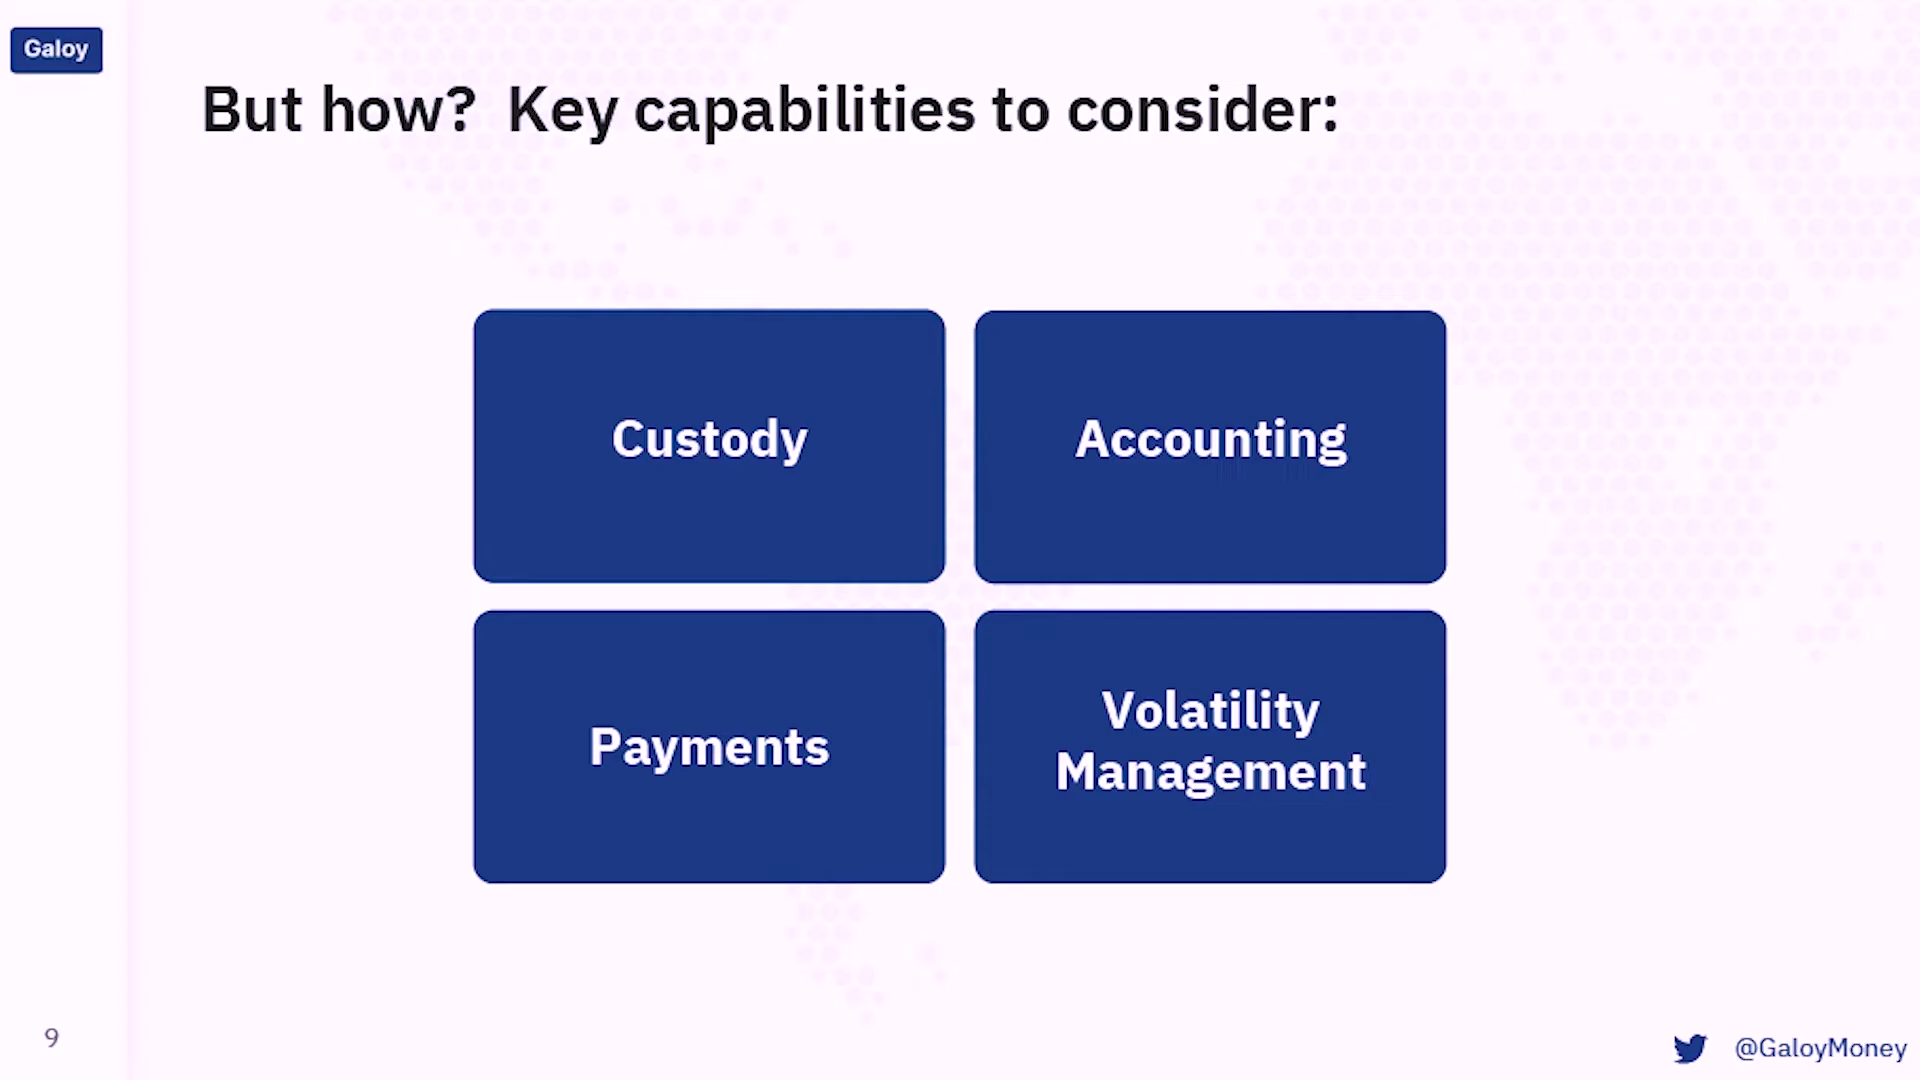 Galoy
But how? Key capabilities to consider:
Custody
Accounting
Payments
Volatility
Management
9
@GaloyMoney